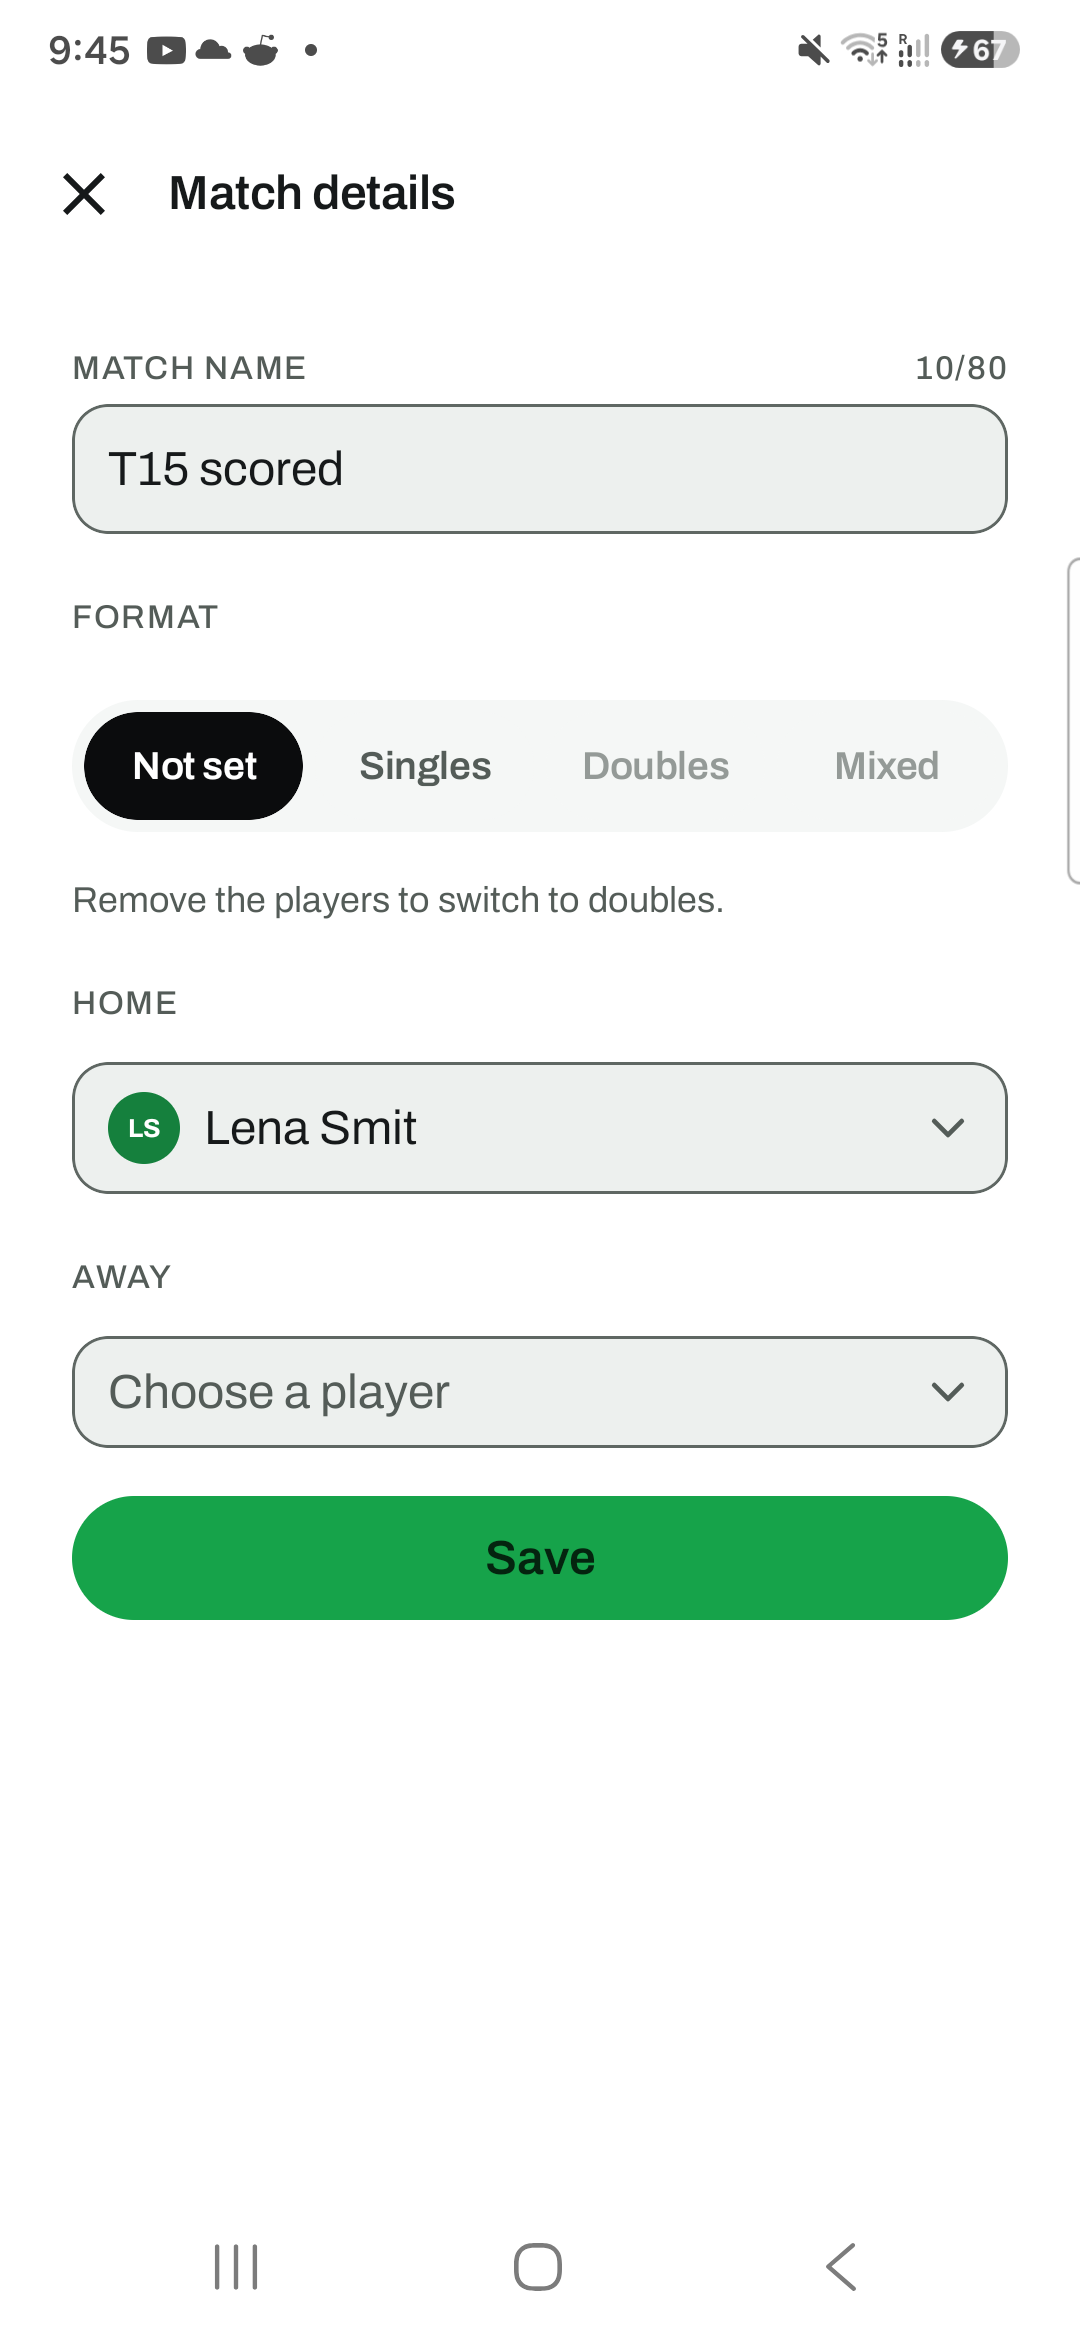 9:45
67
Match details
MATCH NAME 10/80
T15 scored
FORMAT
Not set Singles Doubles Mixed
Remove the players to switch to doubles.
HOME
LS Lena Smit
AWAY
Choose a player
Save